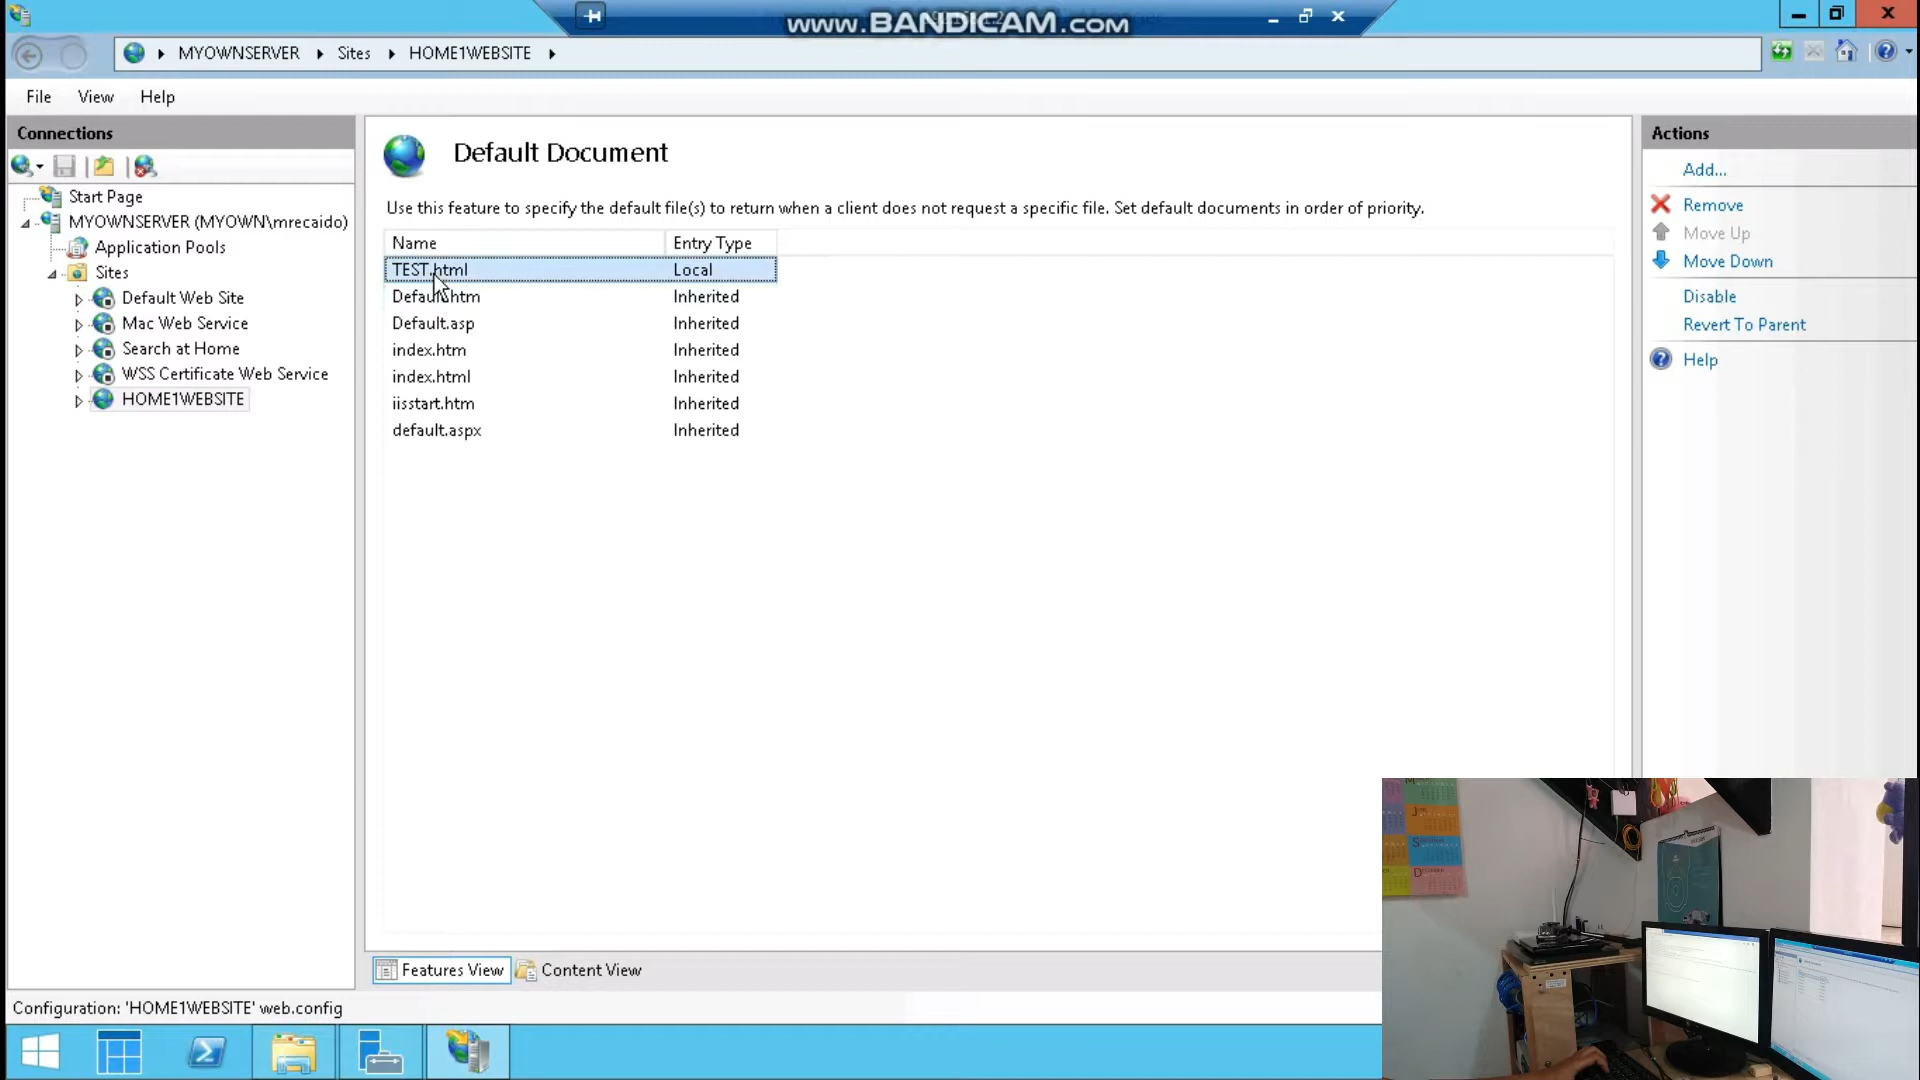 www.BANDICAM.com
MYOWNSERVER
Sites
HOME1WEBSITE
File
View
Help
Connections
Start Page
MYOWNSERVER (MYOWN\mrecaido)
Application Pools
Sites
Default Web Site
Mac Web Service
Search at Home
WSS Certificate Web Service
HOME1WEBSITE
Default Document
Use this feature to specify the default file(s) to return when a client does not request a specific file. Set default documents in order of priority.
Name Entry Type
TEST.html Local
Default.htm Inherited
Default.asp Inherited
index.htm Inherited
index.html Inherited
iisstart.htm Inherited
default.aspx Inherited
Actions
Add...
Remove
Move Up
Move Down
Disable
Revert To Parent
Help
Features View
Content View
Configuration: 'HOME1WEBSITE' web.config